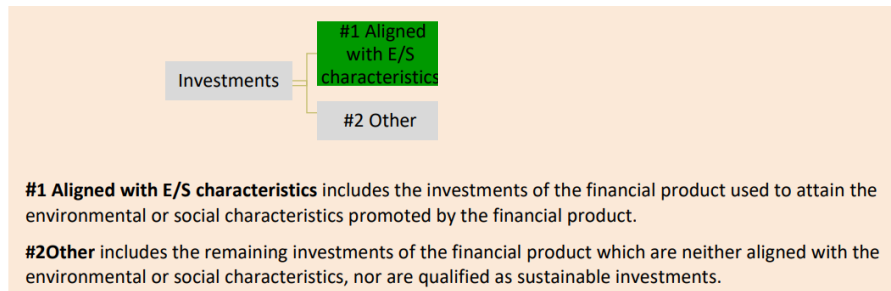 #1 Aligned
with E/S
characteristics
Investments
#2 Other
#1 Aligned with E/S characteristics includes the investments of the financial product used to attain the
environmental or social characteristics promoted by the financial product.
#2Other includes the remaining investments of the financial product which are neither aligned with the
environmental or social characteristics, nor are qualified as sustainable investments.